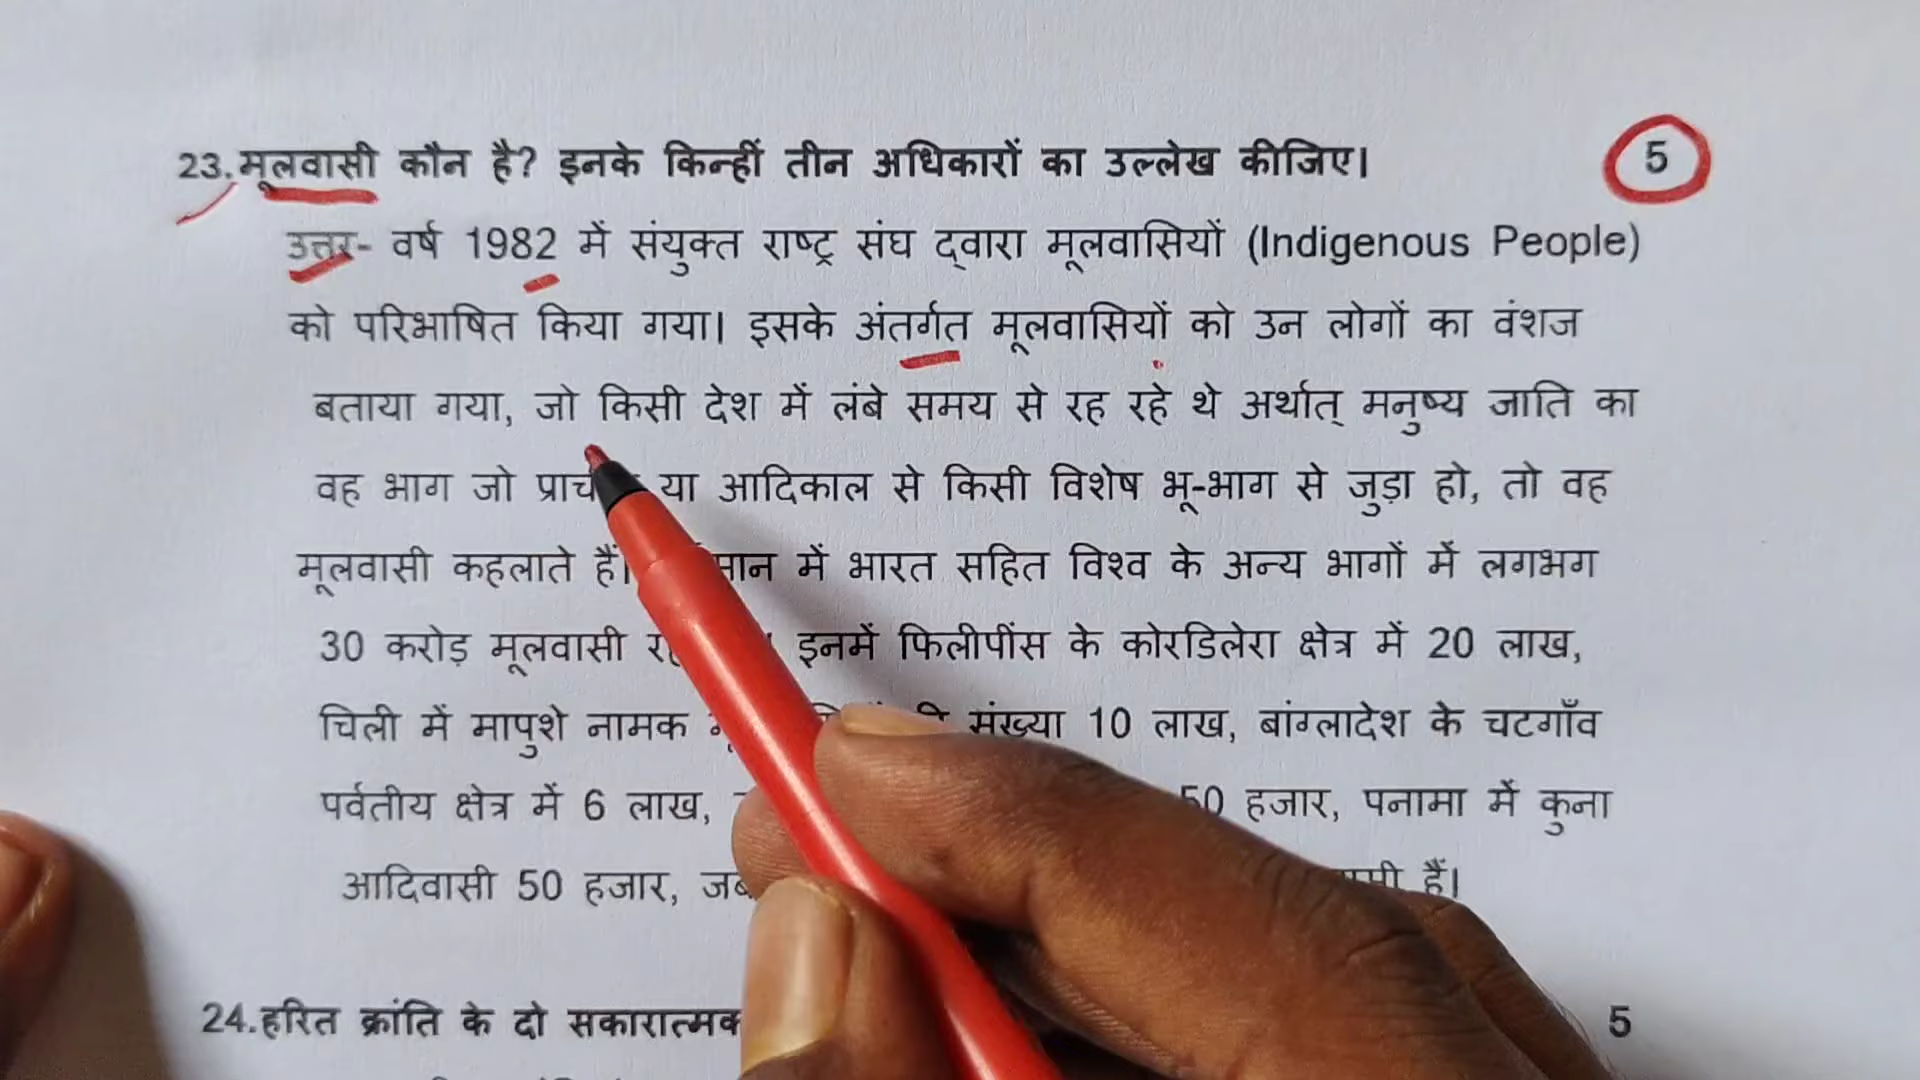 23. मूलवासी कौन है? इनके किन्हीं तीन अधिकारों का उल्लेख कीजिए। 5
उत्तर- वर्ष 1982 में संयुक्त राष्ट्र संघ द्वारा मूलवासियों (Indigenous People)
को परिभाषित किया गया। इसके अंतर्गत मूलवासियों को उन लोगों का वंशज
बताया गया, जो किसी देश में लंबे समय से रह रहे थे अर्थात् मनुष्य जाति का
वह भाग जो या आदिकाल से किसी विशेष भू-भाग से जुड़ा हो, तो वह
मूलवासी कहलाते हैं। में भारत सहित विश्व के अन्य भागों में लगभग
30 करोड़ मूलवासी इनमें फिलीपींस के कोरडिलेरा क्षेत्र में 20 लाख,
चिली में मापुशे नामक संख्या 10 लाख, बांग्लादेश के चटगाँव
पर्वतीय क्षेत्र में 6 लाख, 50 हजार, पनामा में कुना
आदिवासी 50 हजार, हैं।
24. हरित क्रांति के दो सकारात्मक 5